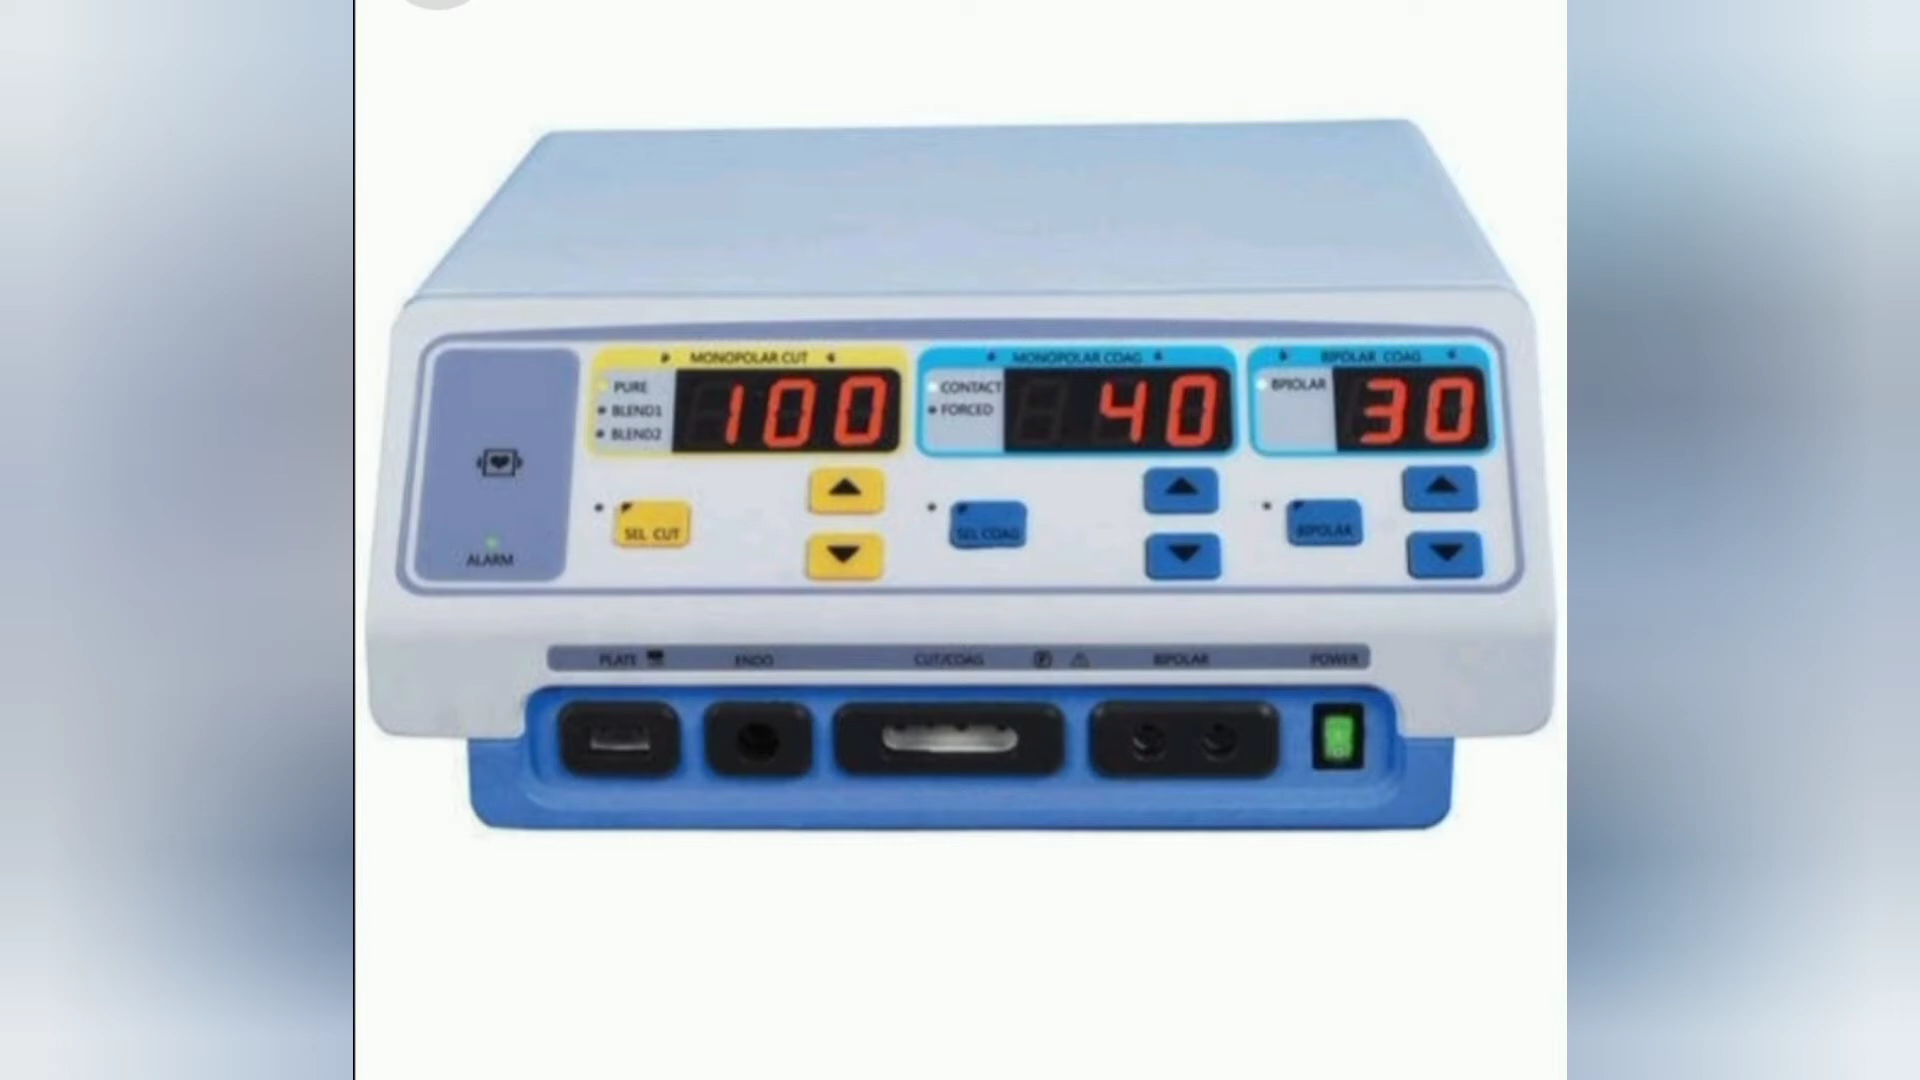 MONOPOLAR CUT
PURE
BLEND1
BLEND2
100
MONOPOLAR COAG
CONTACT
FORCED
40
BIPOLAR COAG
BPIOLAR
30
ALARM
SEL CUT
SEL COAG
BIPOLAR
PLATE
ENDO
CUT/COAG
BIPOLAR
POWER